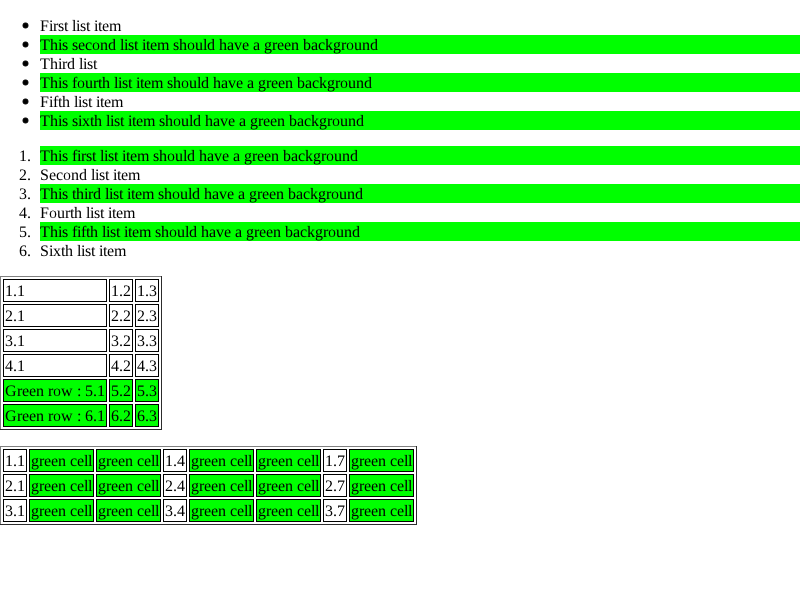 First list item
This second list item should have a green background
Third list
This fourth list item should have a green background
Fifth list item
This sixth list item should have a green background
1. This first list item should have a green background
2. Second list item
3. This third list item should have a green background
4. Fourth list item
5. This fifth list item should have a green background
6. Sixth list item
1.1 1.2 1.3
2.1 2.2 2.3
3.1 3.2 3.3
4.1 4.2 4.3
Green row : 5.1 5.2 5.3
Green row : 6.1 6.2 6.3
1.1 green cell green cell 1.4 green cell green cell 1.7 green cell
2.1 green cell green cell 2.4 green cell green cell 2.7 green cell
3.1 green cell green cell 3.4 green cell green cell 3.7 green cell